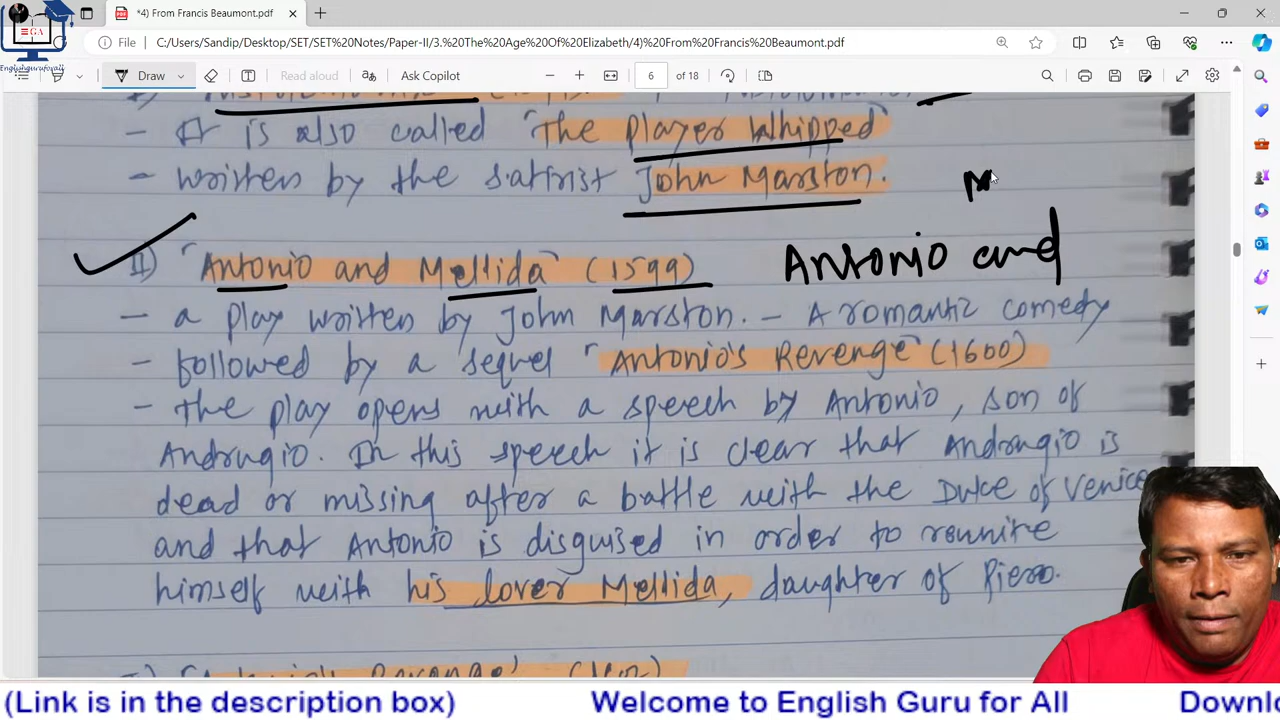 *4) From Francis Beaumont.pdf
File C:/Users/Sandip/Desktop/SET/SET%20Notes/Paper-II/3.%20The%20Age%20Of%20Elizabeth/4)%20From%20Francis%20Beaumont.pdf
Draw Read aloud Ask Copilot 6 of 18
EGA
Englishguruforall
- It is also called "The Player Whipped"
- written by the satirist John Marston.
II) "Antonio and Mellida" (1599) Antonio and
- a play written by John Marston. - A romantic comedy
- followed by a sequel "Antonio's Revenge" (1600)
- The play opens with a speech by Antonio, son of
Andrugio. In this speech it is clear that Andrugio is
dead or missing after a battle with the Duke of Venice
and that Antonio is disguised in order to reunite
himself with his lover Mellida, daughter of Piero.
(Link is in the description box) Welcome to English Guru for All Downlo